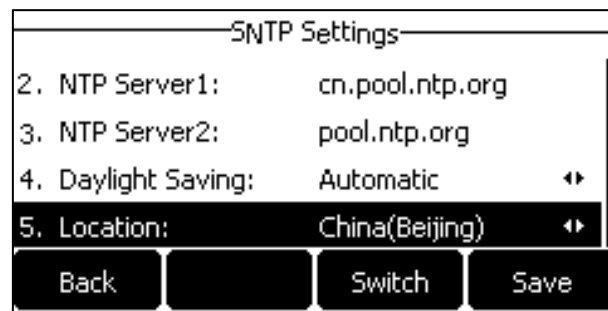 SNTP Settings
2. NTP Server1: cn.pool.ntp.org
3. NTP Server2: pool.ntp.org
4. Daylight Saving: Automatic
5. Location: China(Beijing)
Back Switch Save